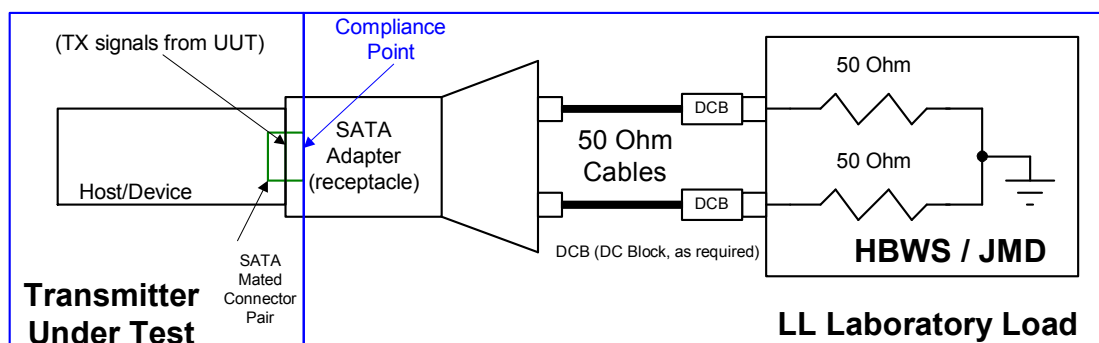 (TX signals from UUT)
Compliance
Point
50 Ohm
DCB
SATA
Adapter
(receptacle)
50 Ohm
Cables
50 Ohm
Host/Device
DCB
DCB (DC Block, as required)
HBWS / JMD
SATA
Mated
Connector
Pair
Transmitter
Under Test
LL Laboratory Load